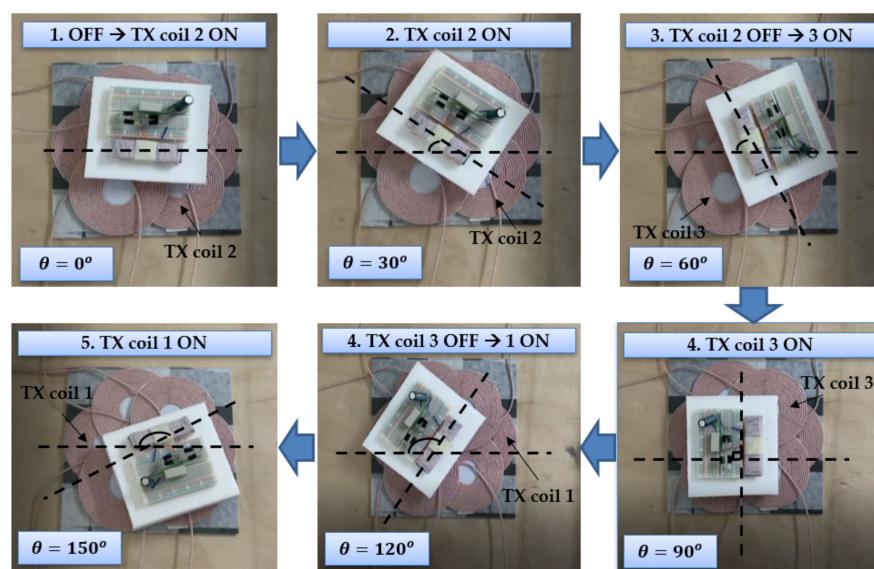 1. OFF → TX coil 2 ON
TX coil 2
θ = 0°
2. TX coil 2 ON
TX coil 2
θ = 30°
3. TX coil 2 OFF → 3 ON
TX coil 3
θ = 60°
4. TX coil 3 ON
TX coil 3
θ = 90°
4. TX coil 3 OFF → 1 ON
TX coil 1
θ = 120°
5. TX coil 1 ON
TX coil 1
θ = 150°